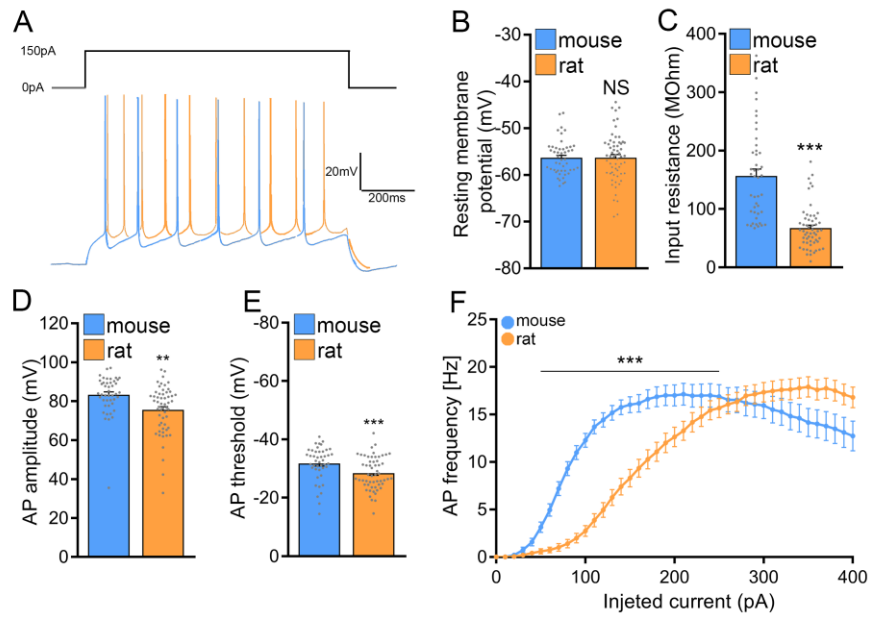 A
150pA
0pA
20mV
200ms
B
mouse
rat
NS
Resting membrane
potential (mV)
-30
-40
-50
-60
-70
-80
C
mouse
rat
***
Input resistance (MOhm)
400
300
200
100
0
D
mouse
rat
**
AP amplitude (mV)
120
100
80
60
40
20
0
E
mouse
rat
***
AP threshold (mV)
-80
-60
-40
-20
0
F
mouse
rat
***
AP frequency [Hz]
25
20
15
10
5
0
0
100
200
300
400
Injeted current (pA)